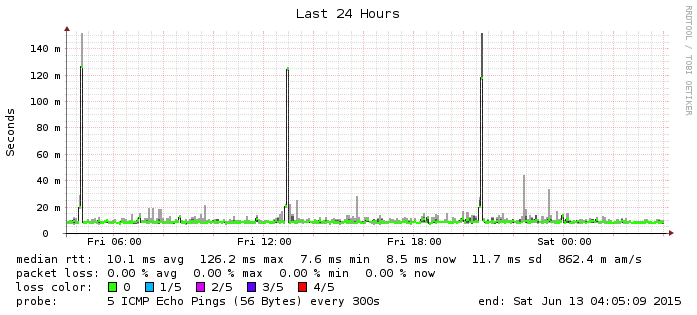 Last 24 Hours
RRDTOOL / TOBI OETIKER
Seconds
140 m
120 m
100 m
80 m
60 m
40 m
20 m
0
Fri 06:00 Fri 12:00 Fri 18:00 Sat 00:00
median rtt: 10.1 ms avg 126.2 ms max 7.6 ms min 8.5 ms now 11.7 ms sd 862.4 m am/s
packet loss: 0.00 % avg 0.00 % max 0.00 % min 0.00 % now
loss color: 0 1/5 2/5 3/5 4/5
probe: 5 ICMP Echo Pings (56 Bytes) every 300s end: Sat Jun 13 04:05:09 2015